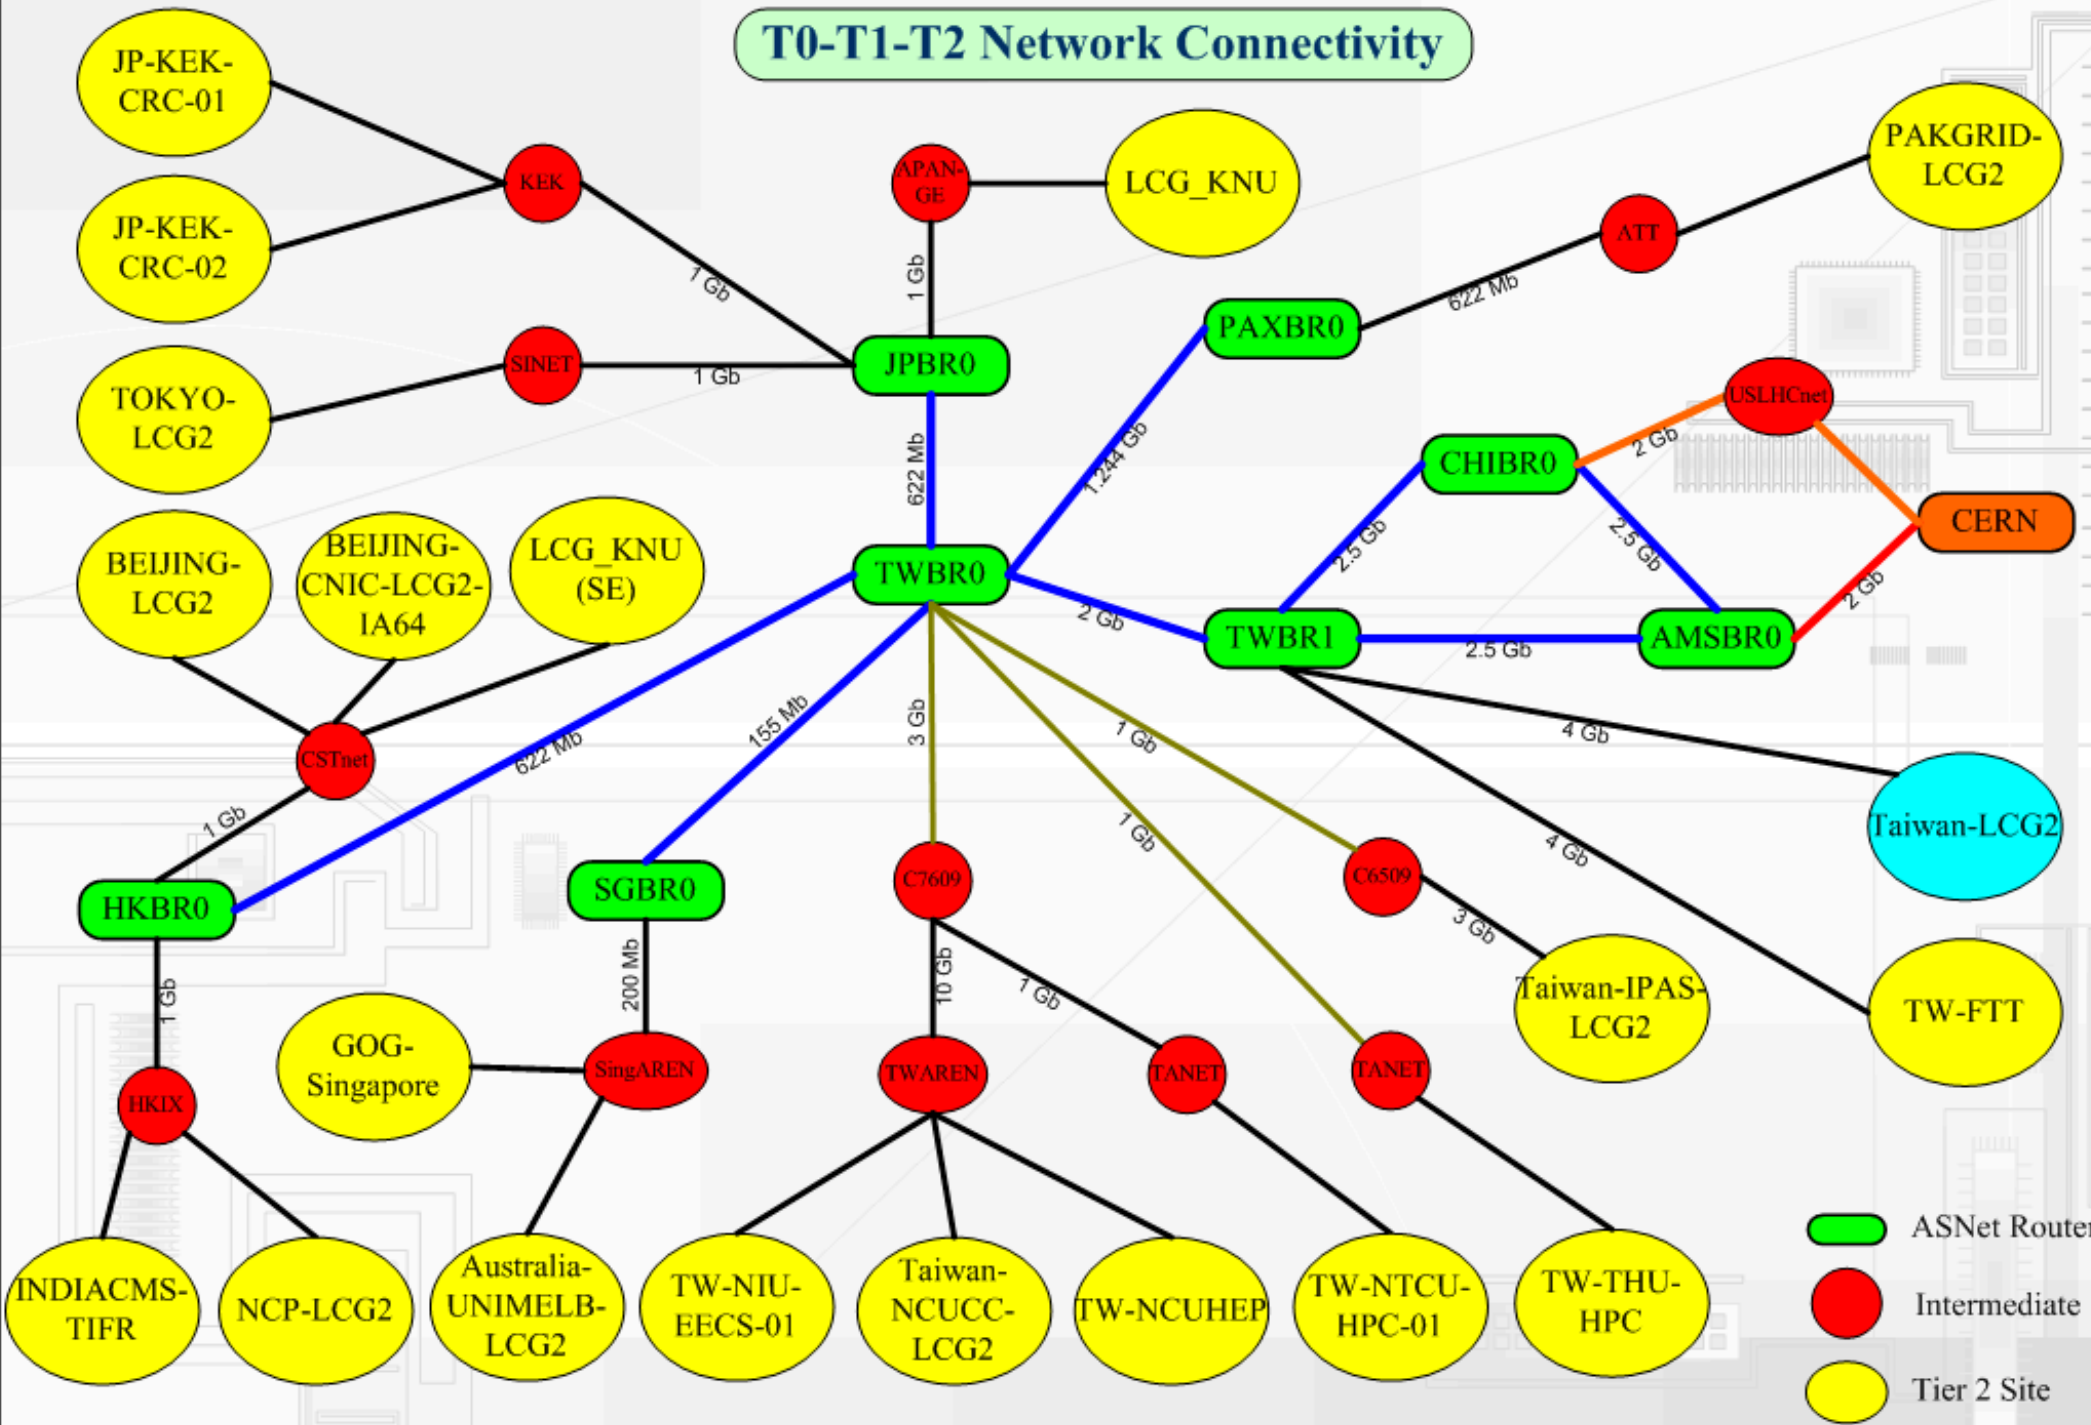 T0-T1-T2 Network Connectivity
JP-KEK-
CRC-01
JP-KEK-
CRC-02
TOKYO-
LCG2
KEK
SINET
APAN-
GE
LCG_KNU
PAKGRID-
LCG2
ATT
1 Gb
1 Gb
1 Gb
622 Mb
PAXBR0
JPBR0
USLHCnet
CHIBR0
2 Gb
CERN
622 Mb
1.244 Gb
2.5 Gb
2.5 Gb
2 Gb
BEIJING-
LCG2
BEIJING-
CNIC-LCG2-
IA64
LCG_KNU
(SE)
TWBR0
2 Gb
TWBR1
2.5 Gb
AMSBR0
CSTnet
622 Mb
155 Mb
3 Gb
1 Gb
1 Gb
4 Gb
4 Gb
Taiwan-LCG2
1 Gb
HKBR0
SGBR0
C7609
C6509
3 Gb
Taiwan-IPAS-
LCG2
TW-FTT
1 Gb
200 Mb
10 Gb
1 Gb
GOG-
Singapore
SingAREN
TWAREN
TANET
TANET
HKIX
INDIACMS-
TIFR
NCP-LCG2
Australia-
UNIMELB-
LCG2
TW-NIU-
EECS-01
Taiwan-
NCUCC-
LCG2
TW-NCUHEP
TW-NTCU-
HPC-01
TW-THU-
HPC
ASNet Router
Intermediate
Tier 2 Site